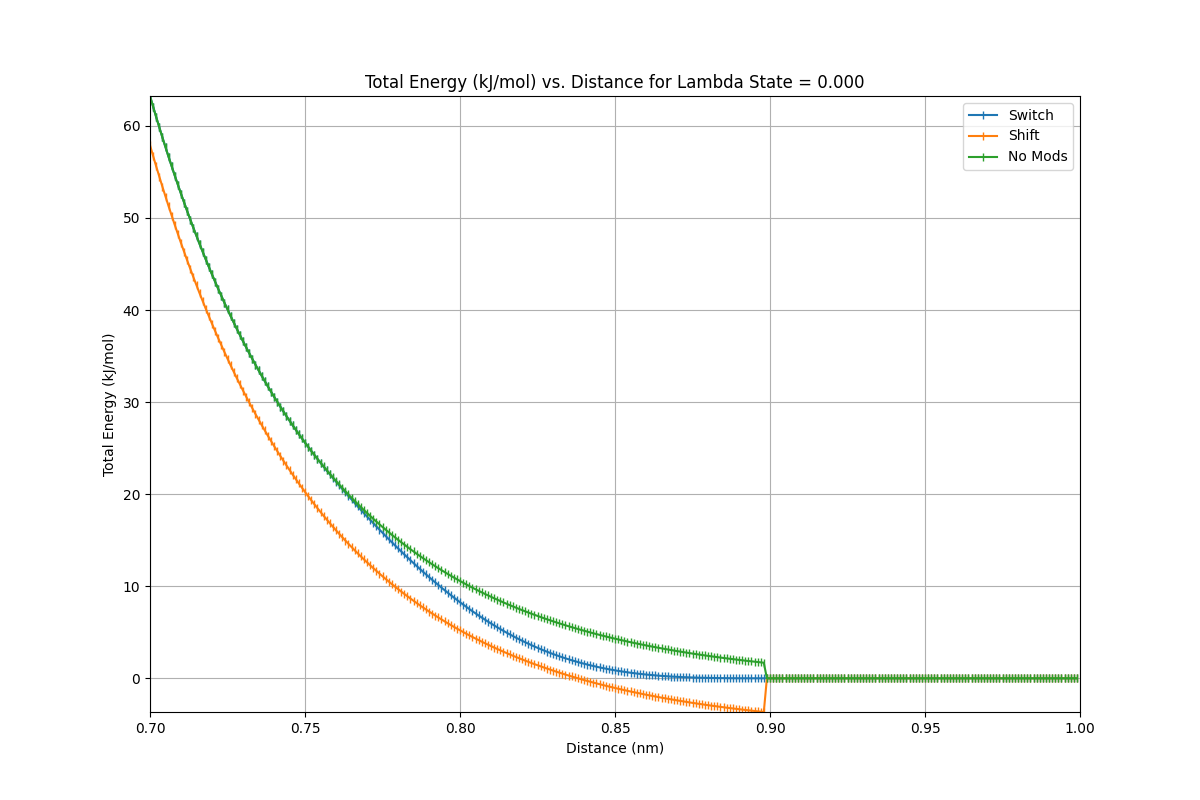 Total Energy (kJ/mol) vs. Distance for Lambda State = 0.000
Switch
Shift
No Mods
60
50
40
30
20
10
0
Total Energy (kJ/mol)
0.70
0.75
0.80
0.85
0.90
0.95
1.00
Distance (nm)